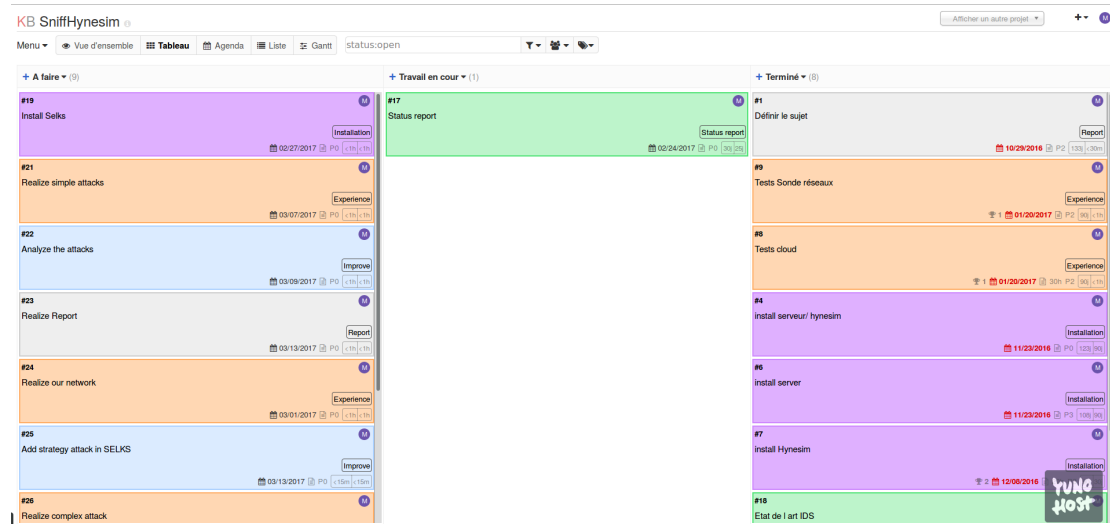 KB SniffHynesim
Afficher un autre projet
M
Menu
Vue d'ensemble
Tableau
Agenda
Liste
Gantt
status:open
+ A faire (9)
#19
M
Install Selks
Installation
02/27/2017 P0 <1h <1h
#21
M
Realize simple attacks
Experience
03/07/2017 P0 <1h <1h
#22
M
Analyze the attacks
Improve
03/09/2017 P0 <1h <1h
#23
M
Realize Report
Report
03/13/2017 P0 <1h <1h
#24
M
Realize our network
Experience
03/01/2017 P0 <1h <1h
#25
M
Add strategy attack in SELKS
Improve
03/13/2017 P0 <15m <15m
#26
M
Realize complex attack
+ Travail en cour (1)
#17
M
Status report
Status report
02/24/2017 P0 30j 25j
+ Terminé (8)
#1
M
Définir le sujet
Report
10/29/2016 P2 133j <30m
#9
M
Tests Sonde réseaux
Experience
1 01/20/2017 P2 90j <1h
#8
M
Tests cloud
Experience
1 01/20/2017 30h P2 90j <1h
#4
M
install serveur/ hynesim
Installation
11/23/2016 P0 123j 90j
#6
M
install server
Installation
11/23/2016 P3 108j 90j
#7
M
install Hynesim
Installation
2 12/08/2016
#18
Etat de l art IDS
YUNO
HOST